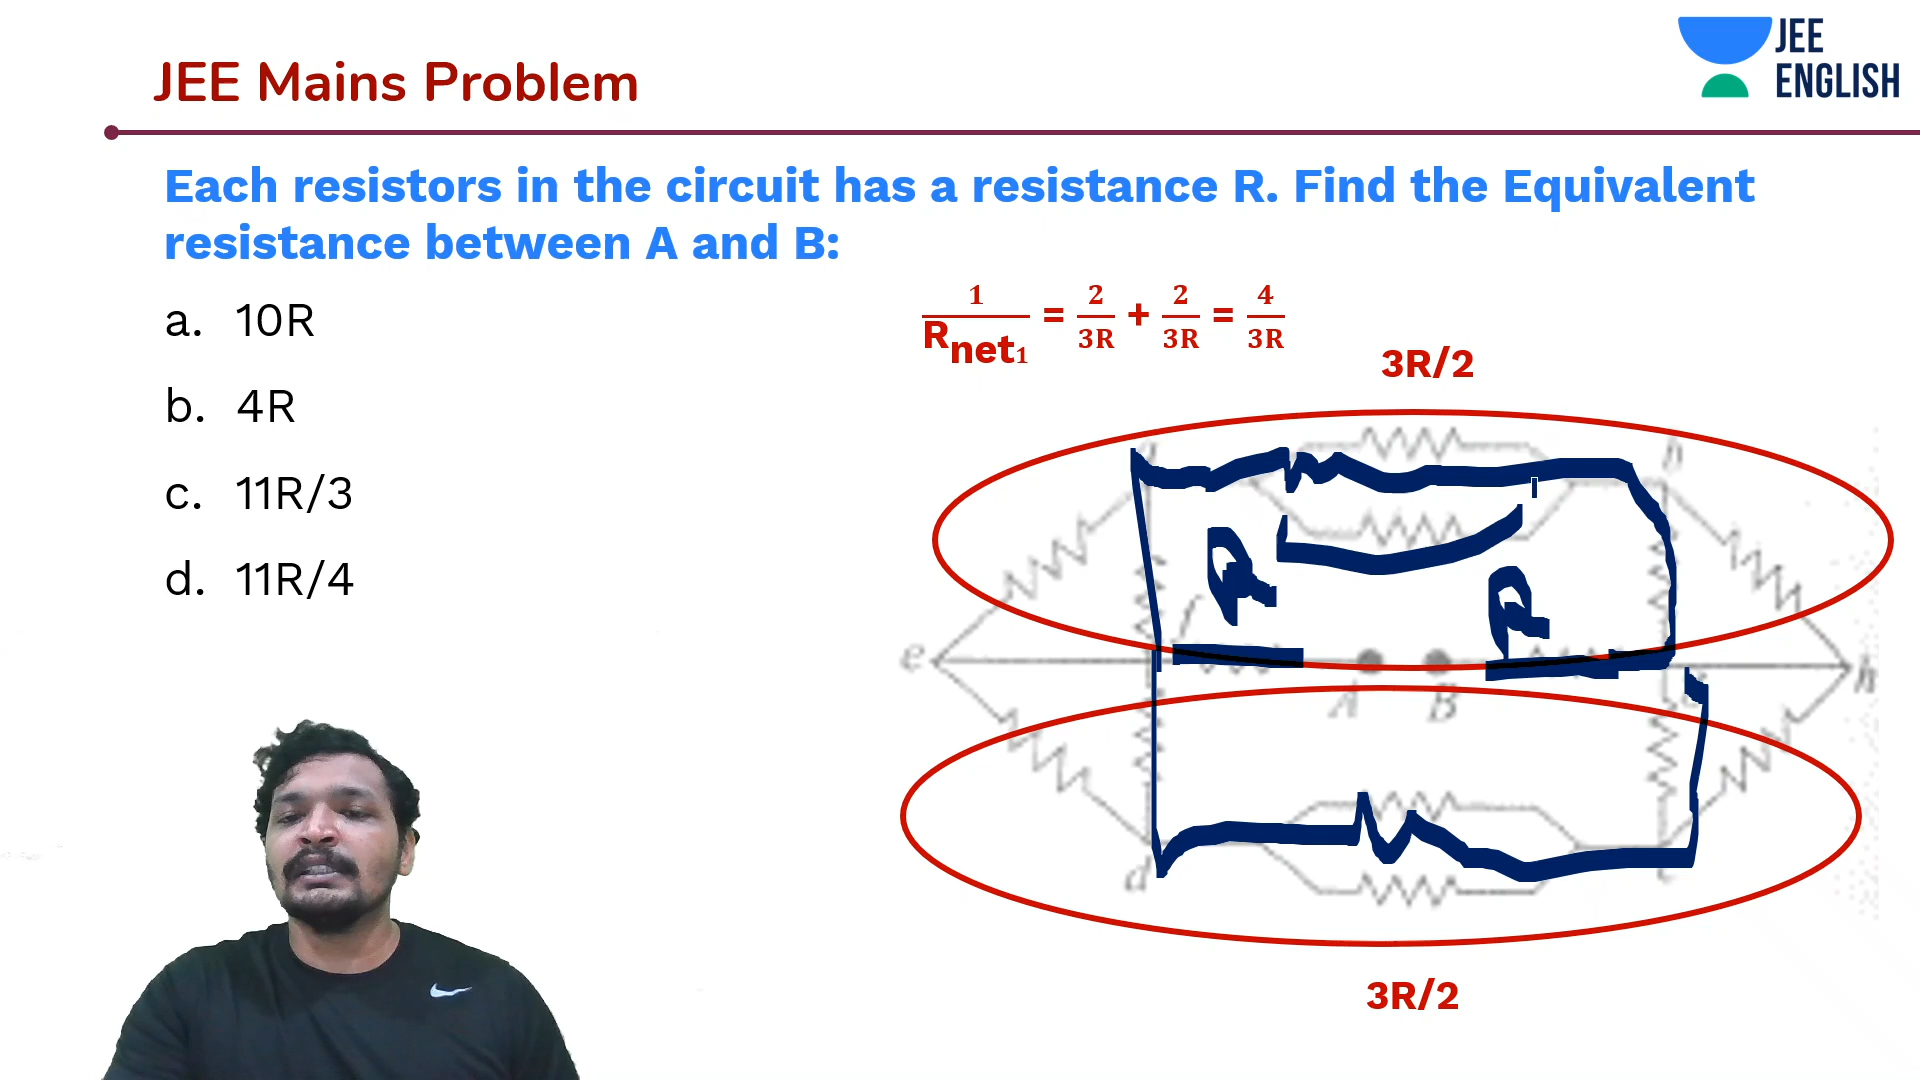 JEE
ENGLISH
JEE Mains Problem
Each resistors in the circuit has a resistance R. Find the Equivalent
resistance between A and B:
a. 10R
b. 4R
c. 11R/3
d. 11R/4
1/Rnet₁ = 2/3R + 2/3R = 4/3R
3R/2
b
R
R
f
e
A B
h
d
3R/2